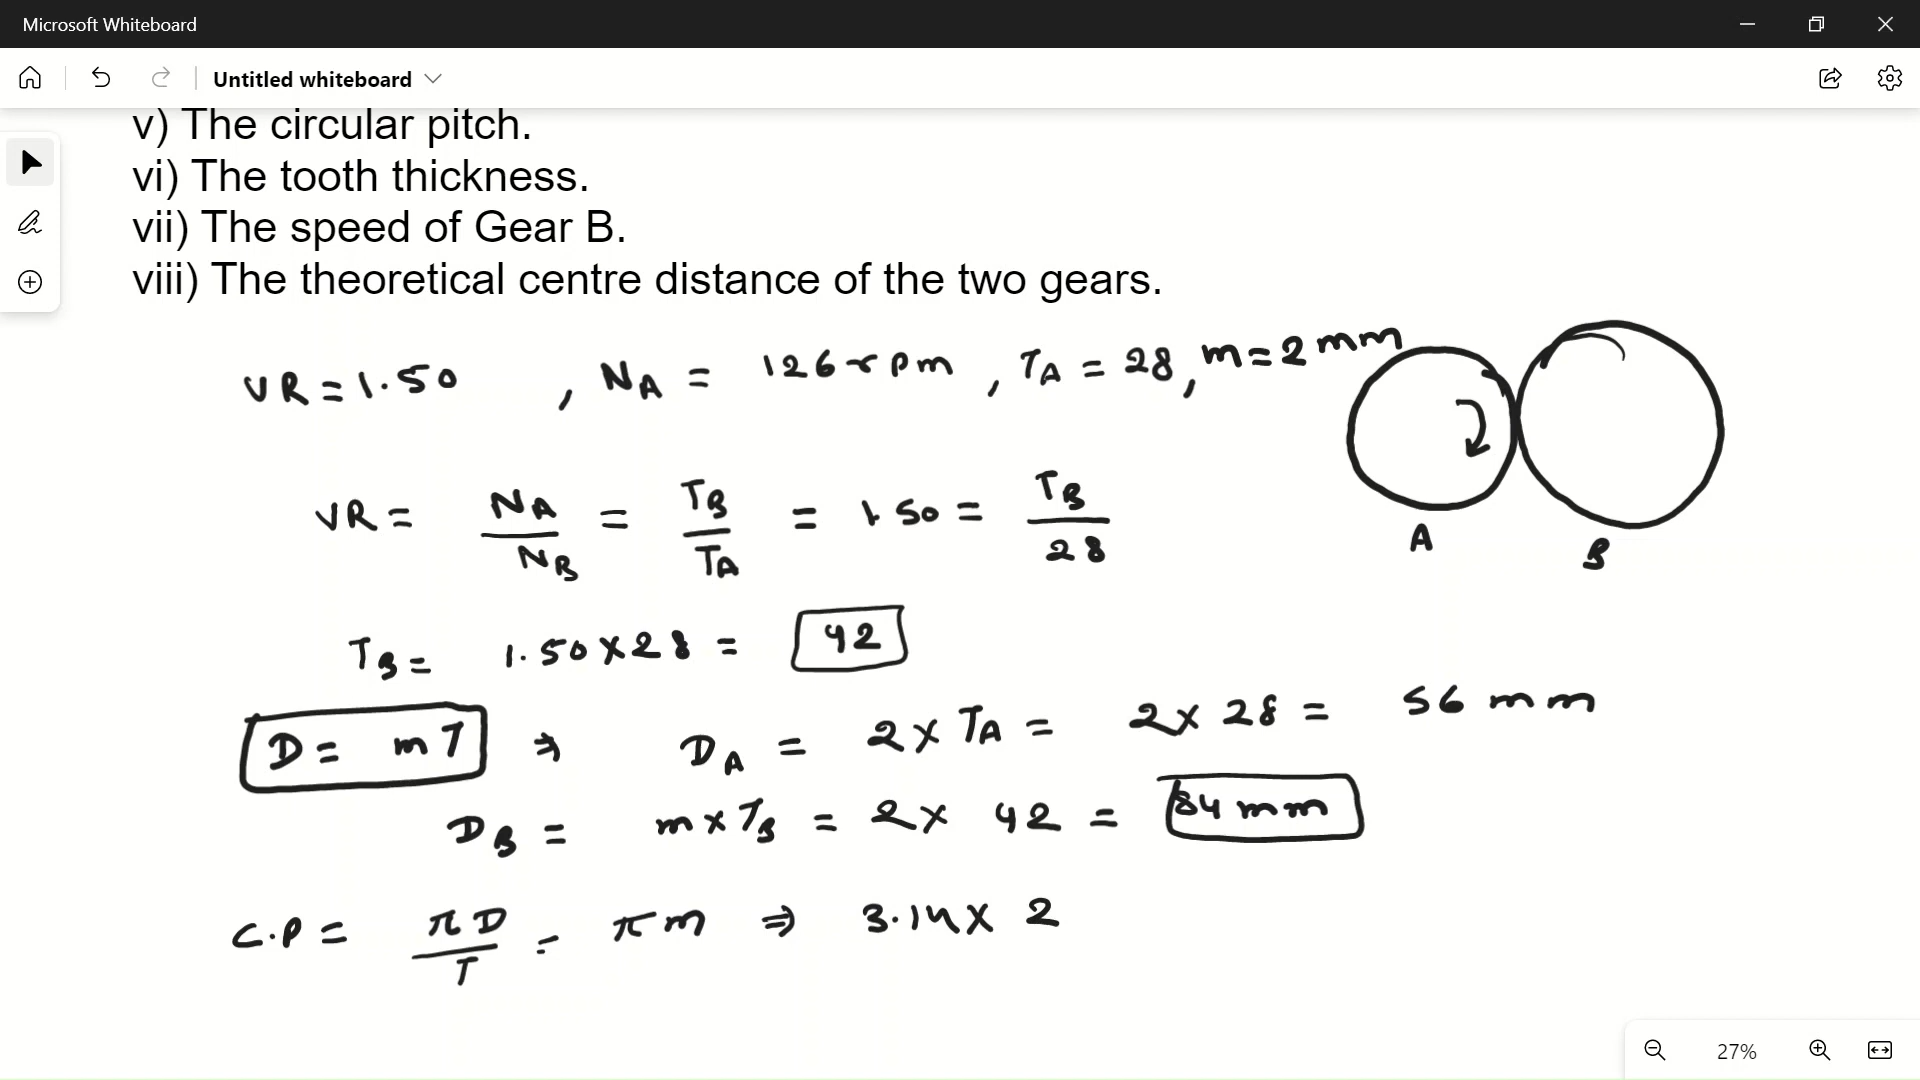 Microsoft Whiteboard
Untitled whiteboard
v) The circular pitch.
vi) The tooth thickness.
vii) The speed of Gear B.
viii) The theoretical centre distance of the two gears.
VR = 1.50 , NA = 126 rpm , TA = 28, m = 2 mm
VR = NA / NB = TB / TA = 1.50 = TB / 28
A B
TB = 1.50 × 28 = 42
D = mT ⇒ DA = 2 × TA = 2 × 28 = 56 mm
DB = m × TB = 2 × 42 = 84 mm
C.P = πD / T = πm ⇒ 3.14 × 2
27%